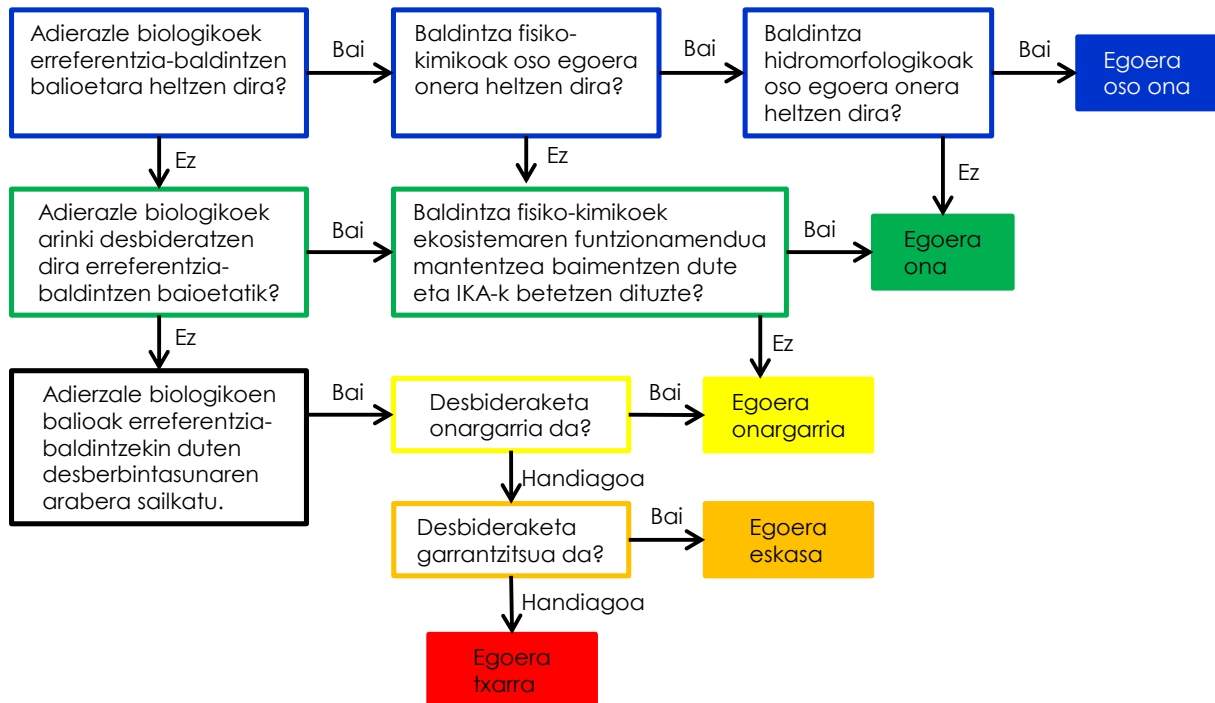 Adierazle biologikoek
erreferentzia-baldintzen
balioetara heltzen dira?
Bai
Baldintza fisiko-
kimikoak oso egoera
onera heltzen dira?
Bai
Baldintza
hidromorfologikoak
oso egoera onera
heltzen dira?
Bai
Egoera
oso ona
Ez
Ez
Ez
Adierazle biologikoek
arinki desbideratzen
dira erreferentzia-
baldintzen baioetatik?
Bai
Baldintza fisiko-kimikoek
ekosistemaren funtzionamendua
mantentzea baimentzen dute
eta IKA-k betetzen dituzte?
Bai
Egoera
ona
Ez
Ez
Adierzale biologikoen
balioak erreferentzia-
baldintzekin duten
desberbintasunaren
arabera sailkatu.
Bai
Desbideraketa
onargarria da?
Bai
Egoera
onargarria
Handiagoa
Desbideraketa
garrantzitsua da?
Bai
Egoera
eskasa
Handiagoa
Egoera
txarra